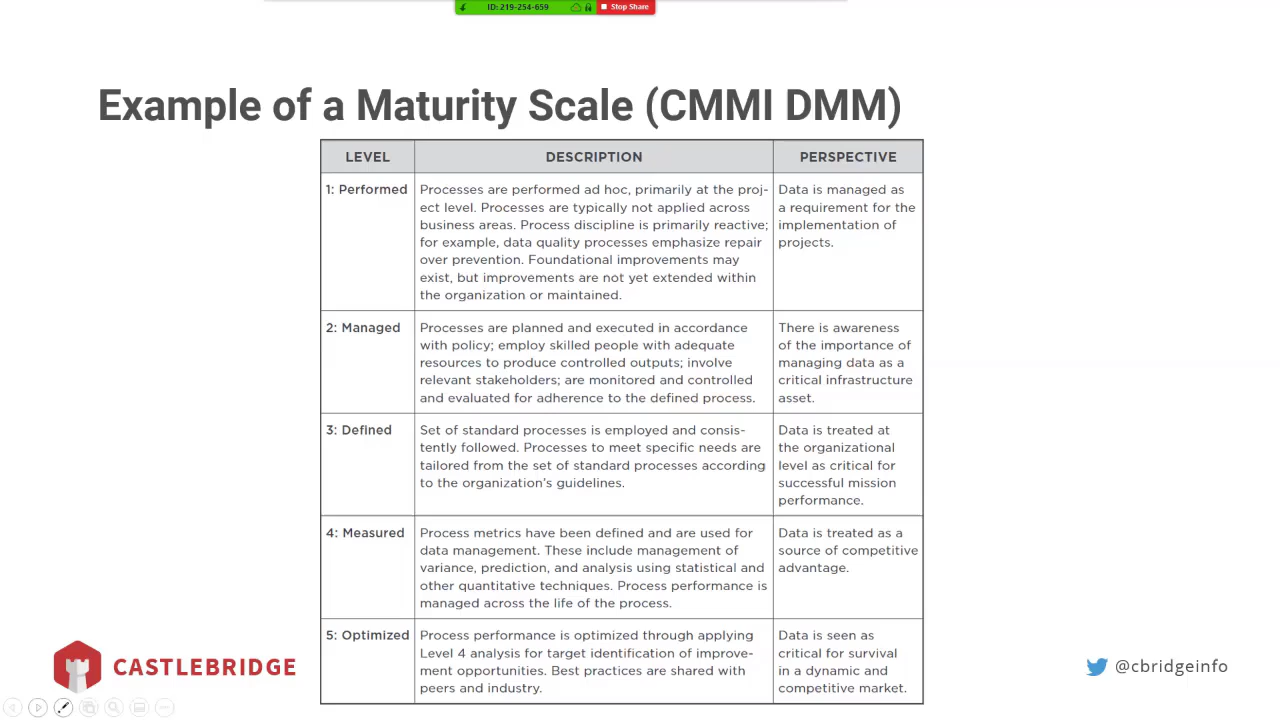 ID: 219-254-659
Stop Share
Example of a Maturity Scale (CMMI DMM)
LEVEL
DESCRIPTION
PERSPECTIVE
1: Performed
Processes are performed ad hoc, primarily at the proj-
ect level. Processes are typically not applied across
business areas. Process discipline is primarily reactive;
for example, data quality processes emphasize repair
over prevention. Foundational improvements may
exist, but improvements are not yet extended within
the organization or maintained.
Data is managed as
a requirement for the
implementation of
projects.
2: Managed
Processes are planned and executed in accordance
with policy; employ skilled people with adequate
resources to produce controlled outputs; involve
relevant stakeholders; are monitored and controlled
and evaluated for adherence to the defined process.
There is awareness
of the importance of
managing data as a
critical infrastructure
asset.
3: Defined
Set of standard processes is employed and consis-
tently followed. Processes to meet specific needs are
tailored from the set of standard processes according
to the organization's guidelines.
Data is treated at
the organizational
level as critical for
successful mission
performance.
4: Measured
Process metrics have been defined and are used for
data management. These include management of
variance, prediction, and analysis using statistical and
other quantitative techniques. Process performance is
managed across the life of the process.
Data is treated as a
source of competitive
advantage.
5: Optimized
Process performance is optimized through applying
Level 4 analysis for target identification of improve-
ment opportunities. Best practices are shared with
peers and industry.
Data is seen as
critical for survival
in a dynamic and
competitive market.
CASTLEBRIDGE
@cbridgeinfo